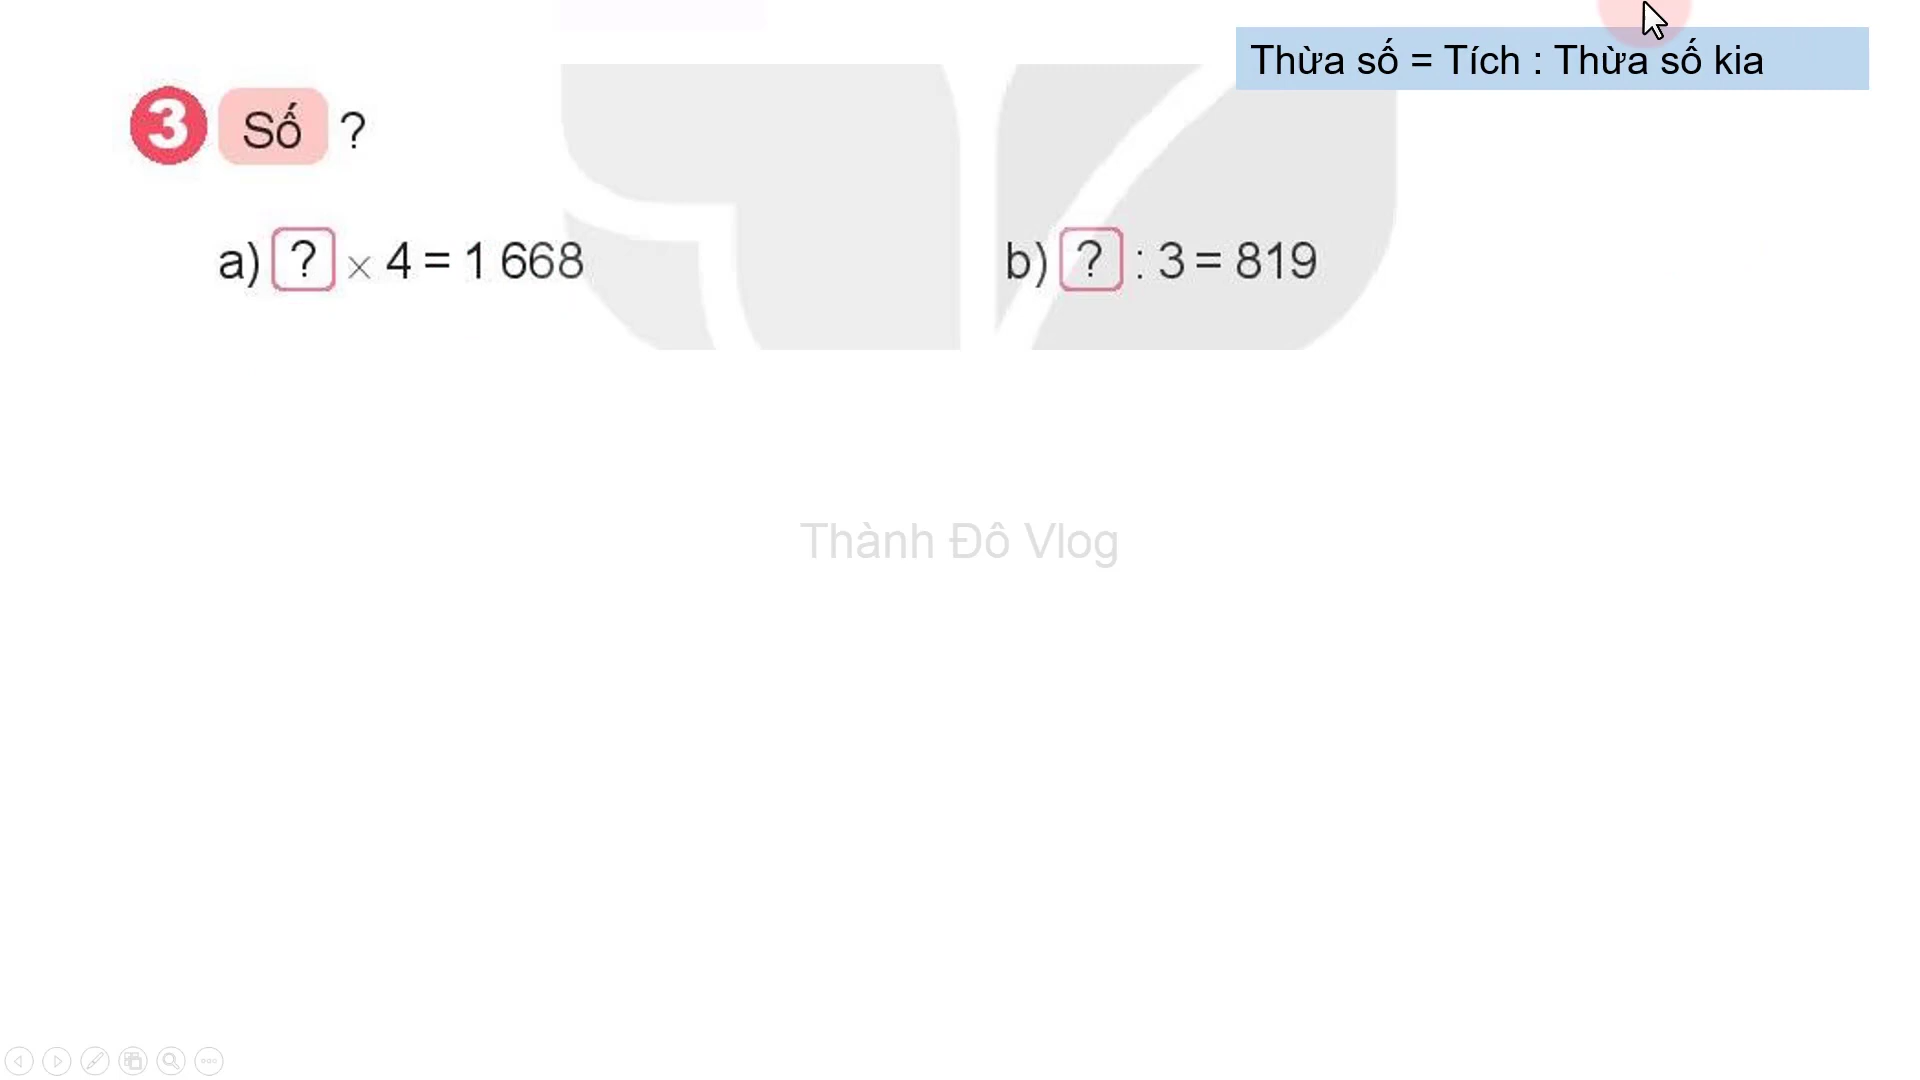 Thừa số = Tích : Thừa số kia
3 Số ?
a) ? × 4 = 1 668
b) ? : 3 = 819
Thành Đô Vlog